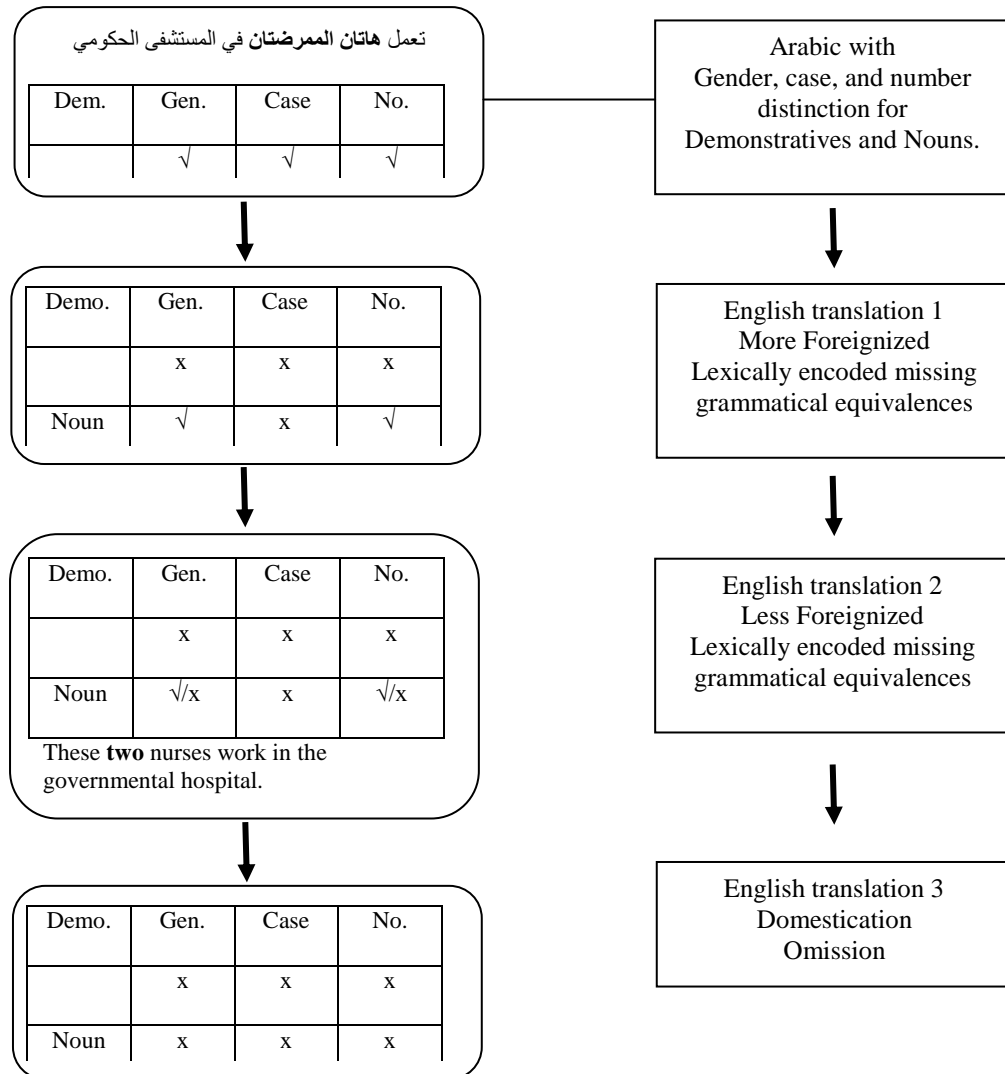 تعمل هاتان الممرضتان في المستشفى الحكومي
Dem. Gen. Case No.
√ √ √
Arabic with
Gender, case, and number
distinction for
Demonstratives and Nouns.
Demo. Gen. Case No.
x x x
Noun √ x √
English translation 1
More Foreignized
Lexically encoded missing
grammatical equivalences
Demo. Gen. Case No.
x x x
Noun √/x x √/x
These two nurses work in the
governmental hospital.
English translation 2
Less Foreignized
Lexically encoded missing
grammatical equivalences
Demo. Gen. Case No.
x x x
Noun x x x
English translation 3
Domestication
Omission